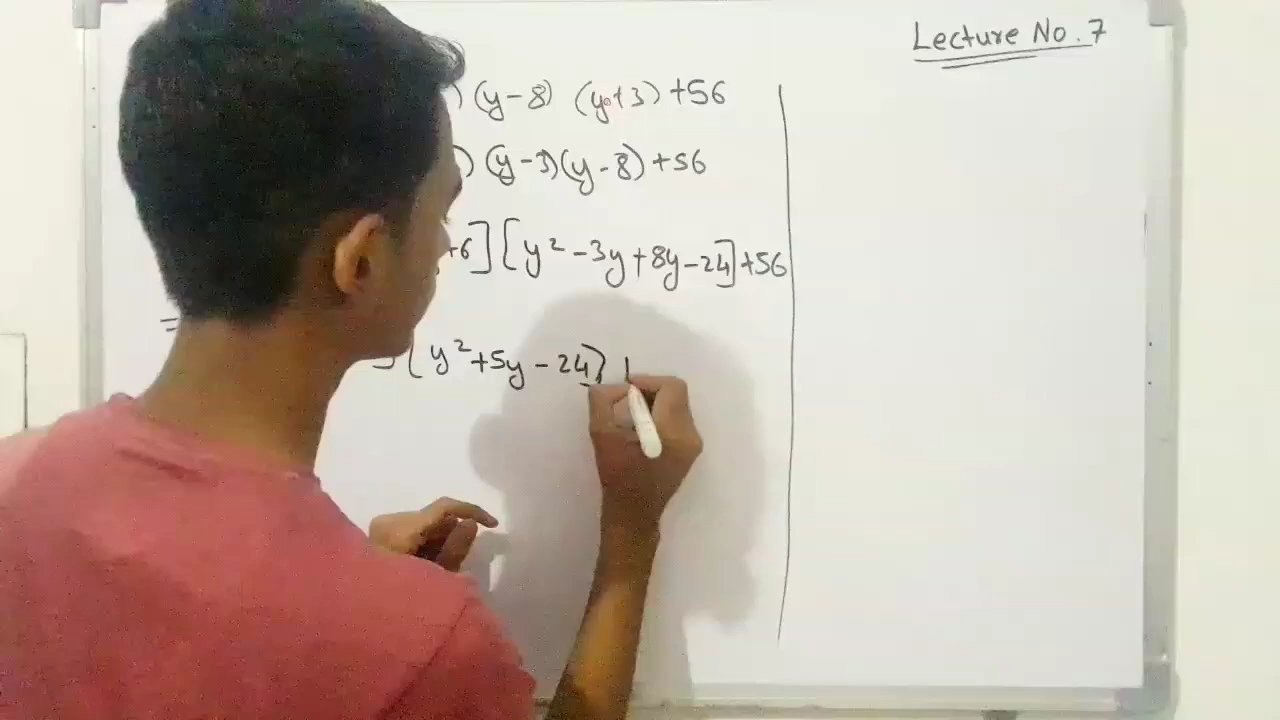 Lecture No. 7
) (y-8) (y+3) +56
) (y-3)(y-8) +56
+6] [y² -3y+8y-24] +56
=
(y²+5y-24)